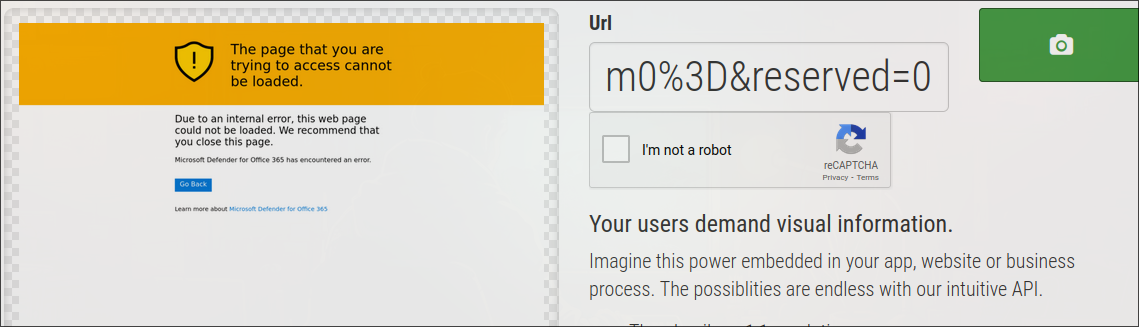 The page that you are
trying to access cannot
be loaded.
Due to an internal error, this web page
could not be loaded. We recommend that
you close this page.
Microsoft Defender for Office 365 has encountered an error.
Go Back
Learn more about Microsoft Defender for Office 365
Url
m0%3D&reserved=0
I'm not a robot
reCAPTCHA
Privacy - Terms
Your users demand visual information.
Imagine this power embedded in your app, website or business
process. The possiblities are endless with our intuitive API.